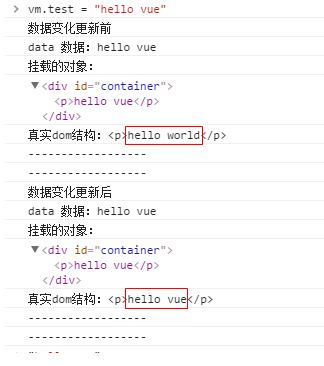 > vm.test = "hello vue"
数据变化更新前
data 数据: hello vue
挂载的对象:
▼<div id="container">
<p>hello vue</p>
</div>
真实dom结构: <p>hello world</p>
------------------
------------------
数据变化更新后
data 数据: hello vue
挂载的对象:
▼<div id="container">
<p>hello vue</p>
</div>
真实dom结构: <p>hello vue</p>
------------------
------------------